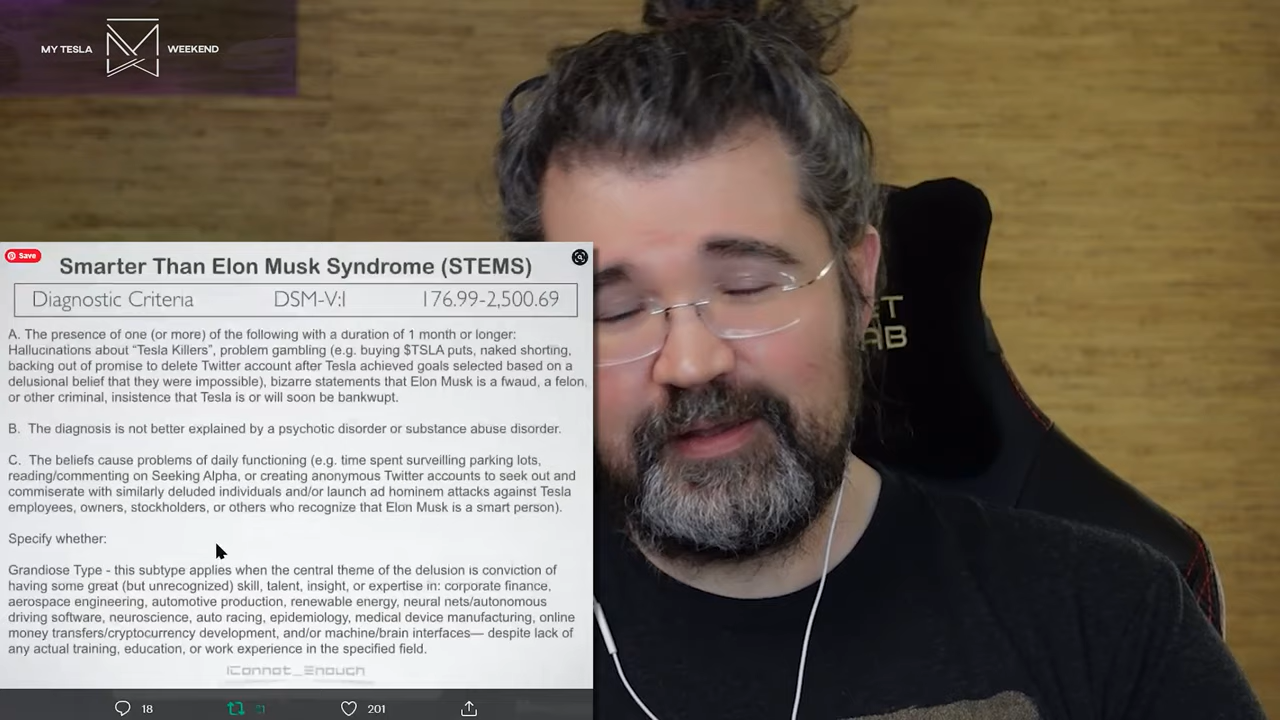 MY TESLA WEEKEND
Save
Smarter Than Elon Musk Syndrome (STEMS)
Diagnostic Criteria DSM-V:I 176.99-2,500.69
A. The presence of one (or more) of the following with a duration of 1 month or longer:
Hallucinations about “Tesla Killers”, problem gambling (e.g. buying $TSLA puts, naked shorting,
backing out of promise to delete Twitter account after Tesla achieved goals selected based on a
delusional belief that they were impossible), bizarre statements that Elon Musk is a fwaud, a felon,
or other criminal, insistence that Tesla is or will soon be bankwupt.
B. The diagnosis is not better explained by a psychotic disorder or substance abuse disorder.
C. The beliefs cause problems of daily functioning (e.g. time spent surveilling parking lots,
reading/commenting on Seeking Alpha, or creating anonymous Twitter accounts to seek out and
commiserate with similarly deluded individuals and/or launch ad hominem attacks against Tesla
employees, owners, stockholders, or others who recognize that Elon Musk is a smart person).
Specify whether:
Grandiose Type - this subtype applies when the central theme of the delusion is conviction of
having some great (but unrecognized) skill, talent, insight, or expertise in: corporate finance,
aerospace engineering, automotive production, renewable energy, neural nets/autonomous
driving software, neuroscience, auto racing, epidemiology, medical device manufacturing, online
money transfers/cryptocurrency development, and/or machine/brain interfaces— despite lack of
any actual training, education, or work experience in the specified field.
iCannot_Enough
18 201